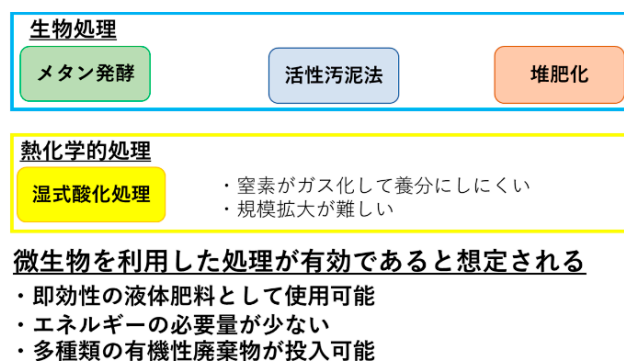 生物処理
メタン発酵
活性汚泥法
堆肥化
熱化学的処理
湿式酸化処理
・窒素がガス化して養分にしにくい
・規模拡大が難しい
微生物を利用した処理が有効であると想定される
・即効性の液体肥料として使用可能
・エネルギーの必要量が少ない
・多種類の有機性廃棄物が投入可能